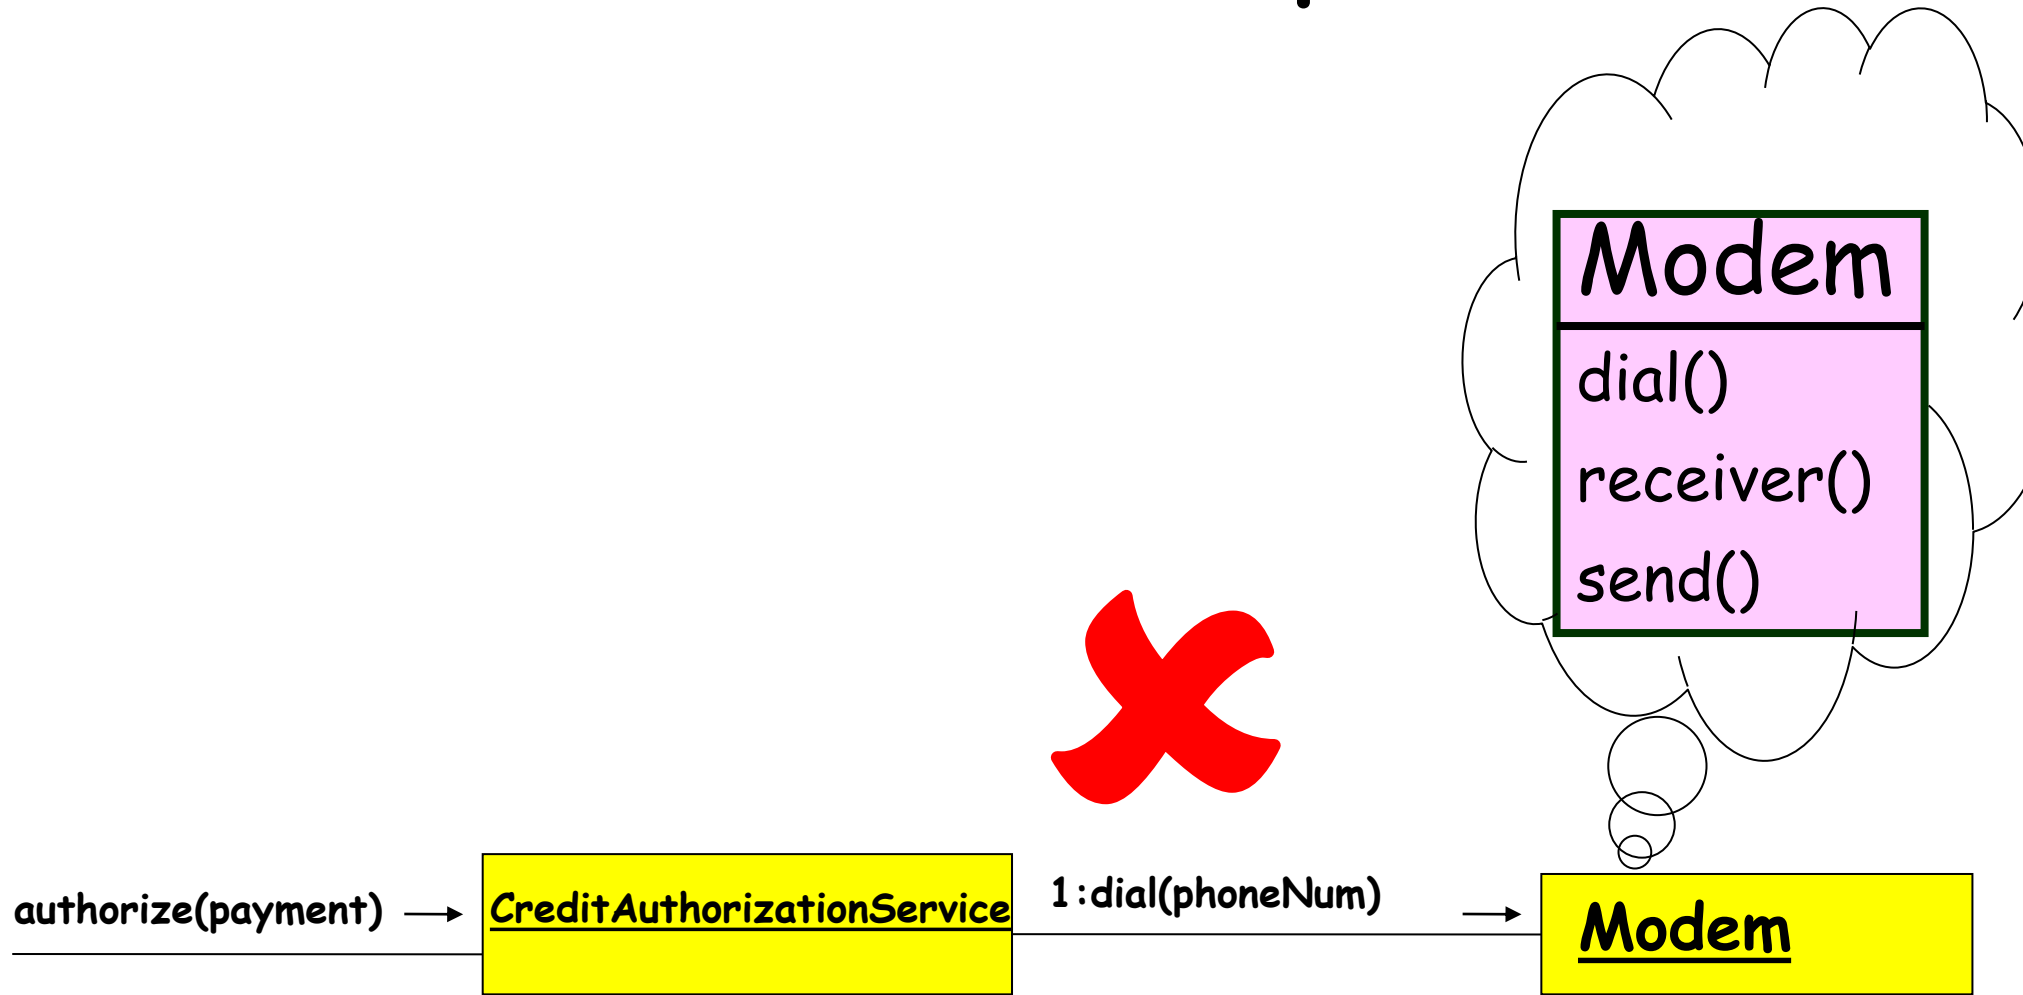 Modem
dial()
receiver()
send()
authorize(payment)
CreditAuthorizationService
1:dial(phoneNum)
Modem